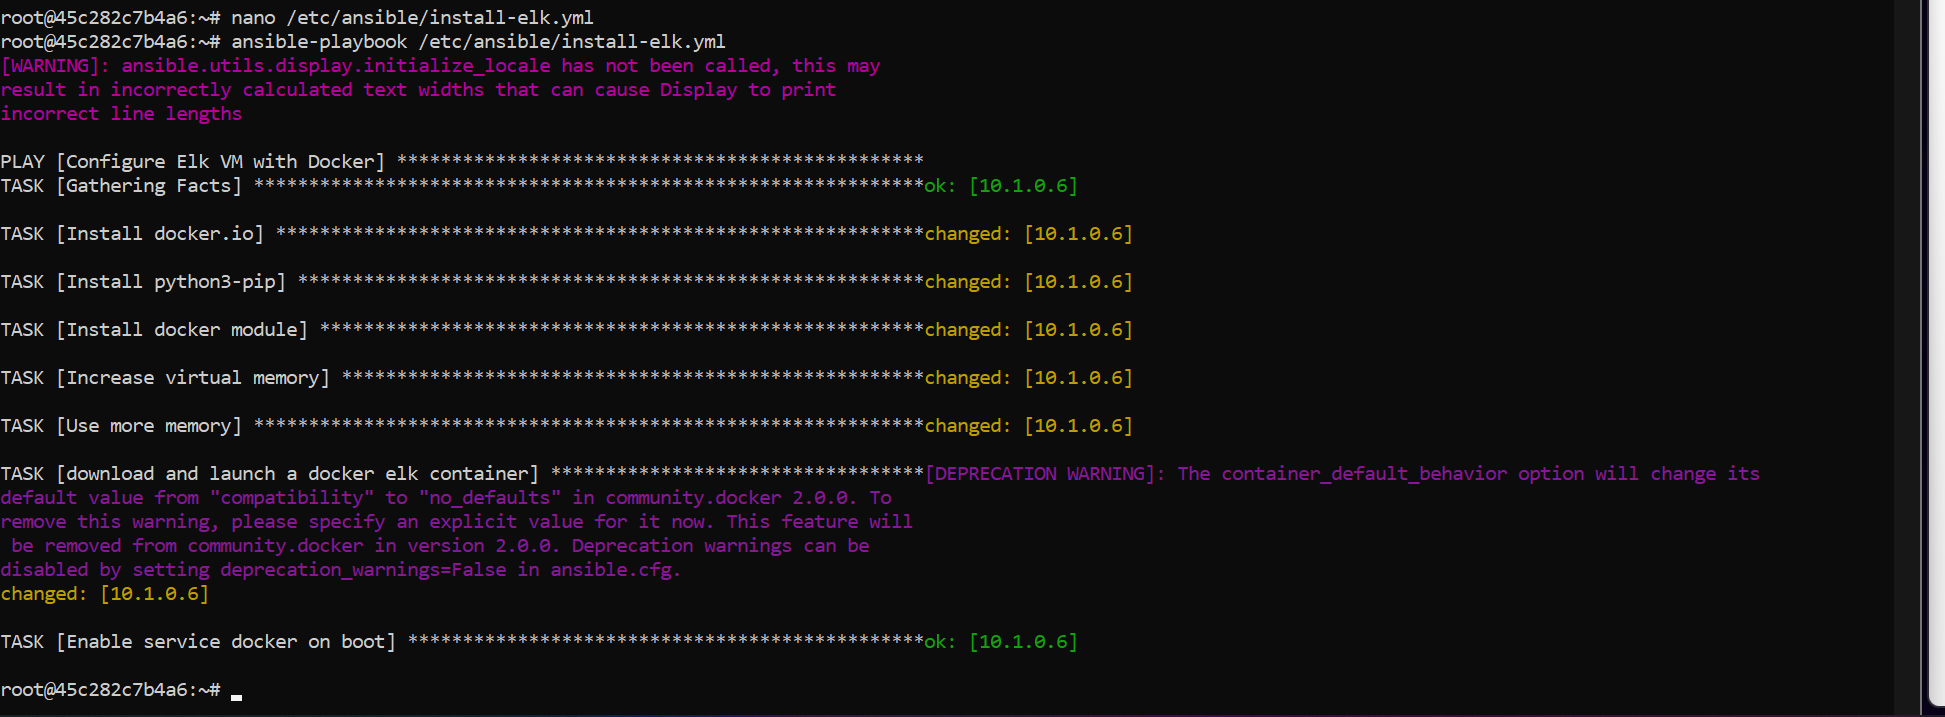 root@45c282c7b4a6:~# nano /etc/ansible/install-elk.yml
root@45c282c7b4a6:~# ansible-playbook /etc/ansible/install-elk.yml
[WARNING]: ansible.utils.display.initialize_locale has not been called, this may
result in incorrectly calculated text widths that can cause Display to print
incorrect line lengths
PLAY [Configure Elk VM with Docker] ************************************************
TASK [Gathering Facts] *************************************************************ok: [10.1.0.6]
TASK [Install docker.io] ***********************************************************changed: [10.1.0.6]
TASK [Install python3-pip] *********************************************************changed: [10.1.0.6]
TASK [Install docker module] *******************************************************changed: [10.1.0.6]
TASK [Increase virtual memory] *****************************************************changed: [10.1.0.6]
TASK [Use more memory] *************************************************************changed: [10.1.0.6]
TASK [download and launch a docker elk container] **********************************[DEPRECATION WARNING]: The container_default_behavior option will change its
default value from "compatibility" to "no_defaults" in community.docker 2.0.0. To
remove this warning, please specify an explicit value for it now. This feature will
be removed from community.docker in version 2.0.0. Deprecation warnings can be
disabled by setting deprecation_warnings=False in ansible.cfg.
changed: [10.1.0.6]
TASK [Enable service docker on boot] ***********************************************ok: [10.1.0.6]
root@45c282c7b4a6:~#